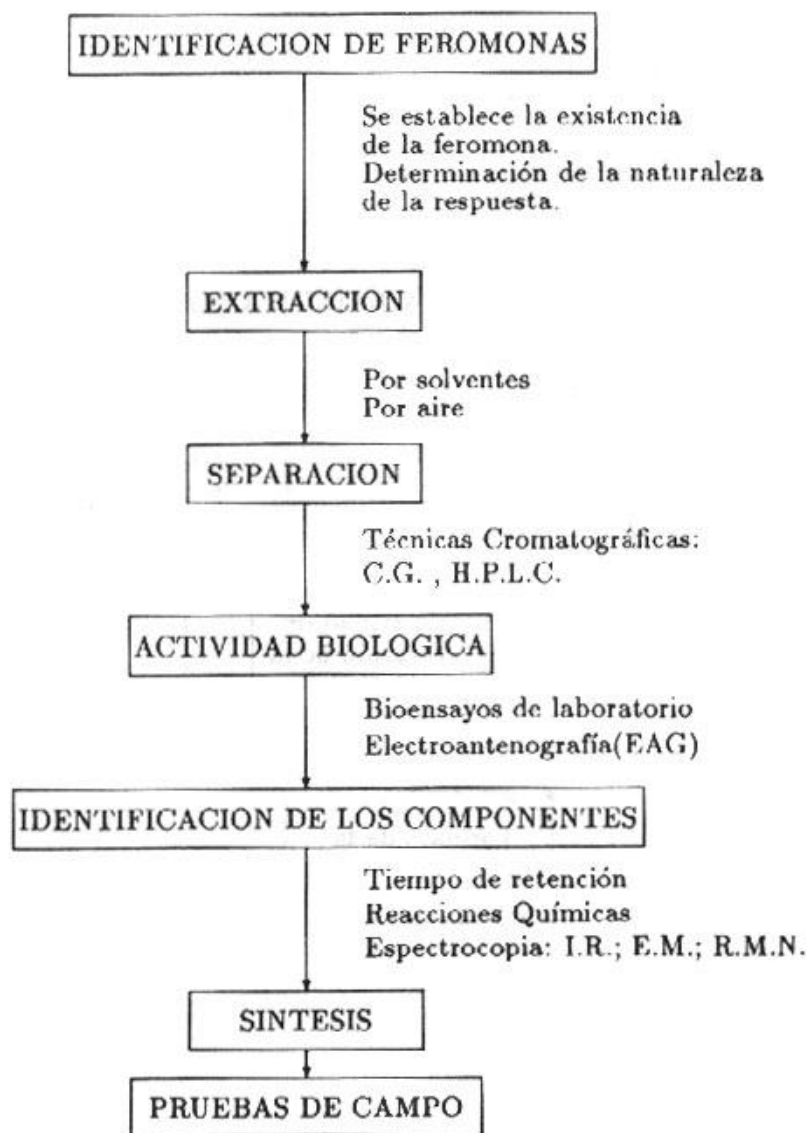 IDENTIFICACION DE FEROMONAS
Se establece la existencia
de la feromona.
Determinación de la naturaleza
de la respuesta.
EXTRACCION
Por solventes
Por aire
SEPARACION
Técnicas Cromatográficas:
C.G. , H.P.L.C.
ACTIVIDAD BIOLOGICA
Bioensayos de laboratorio
Electroantenografía(EAG)
IDENTIFICACION DE LOS COMPONENTES
Tiempo de retención
Reacciones Químicas
Espectrocopia: I.R.; E.M.; R.M.N.
SINTESIS
PRUEBAS DE CAMPO